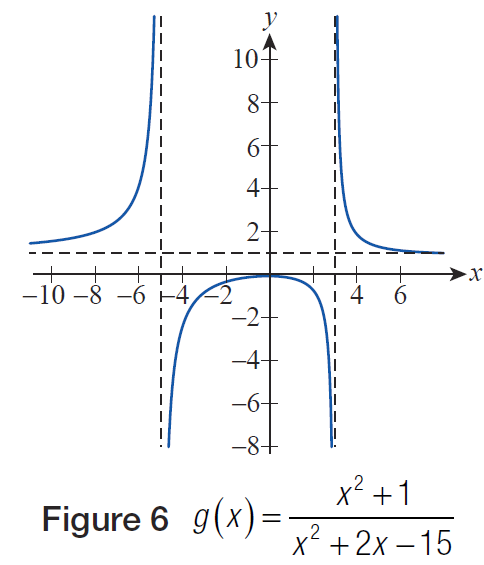 y
10
8
6
4
2
x
–10 –8 –6 –4 –2 4 6
–2
–4
–6
–8
Figure 6 g(x) = (x² + 1) / (x² + 2x – 15)